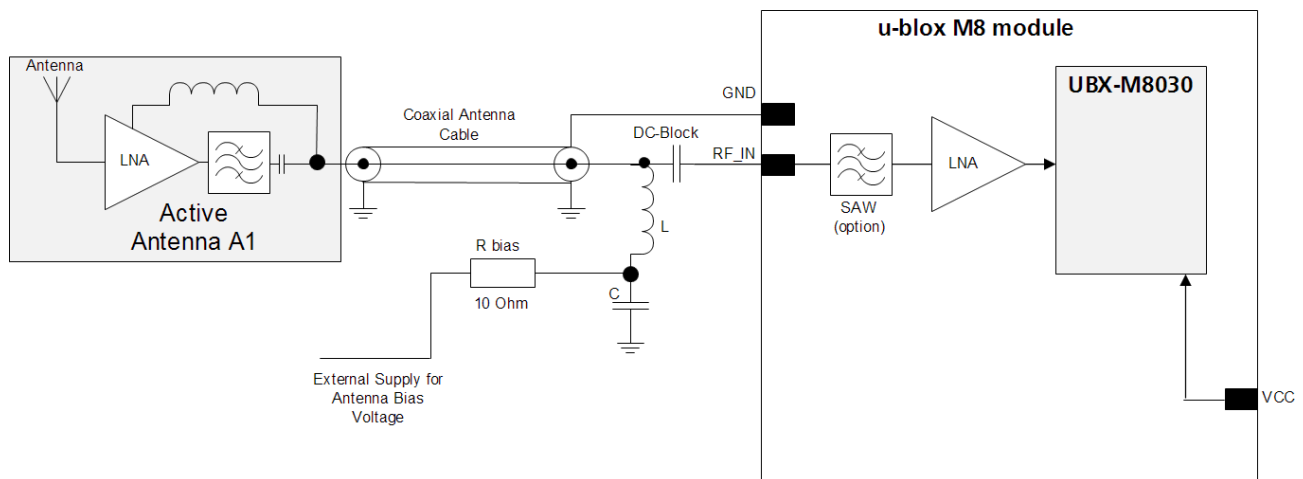 u-blox M8 module
Antenna
UBX-M8030
GND
Coaxial Antenna
Cable
DC-Block
RF_IN
LNA
LNA
Active
Antenna A1
SAW
(option)
L
R bias
C
10 Ohm
External Supply for
Antenna Bias
Voltage
VCC